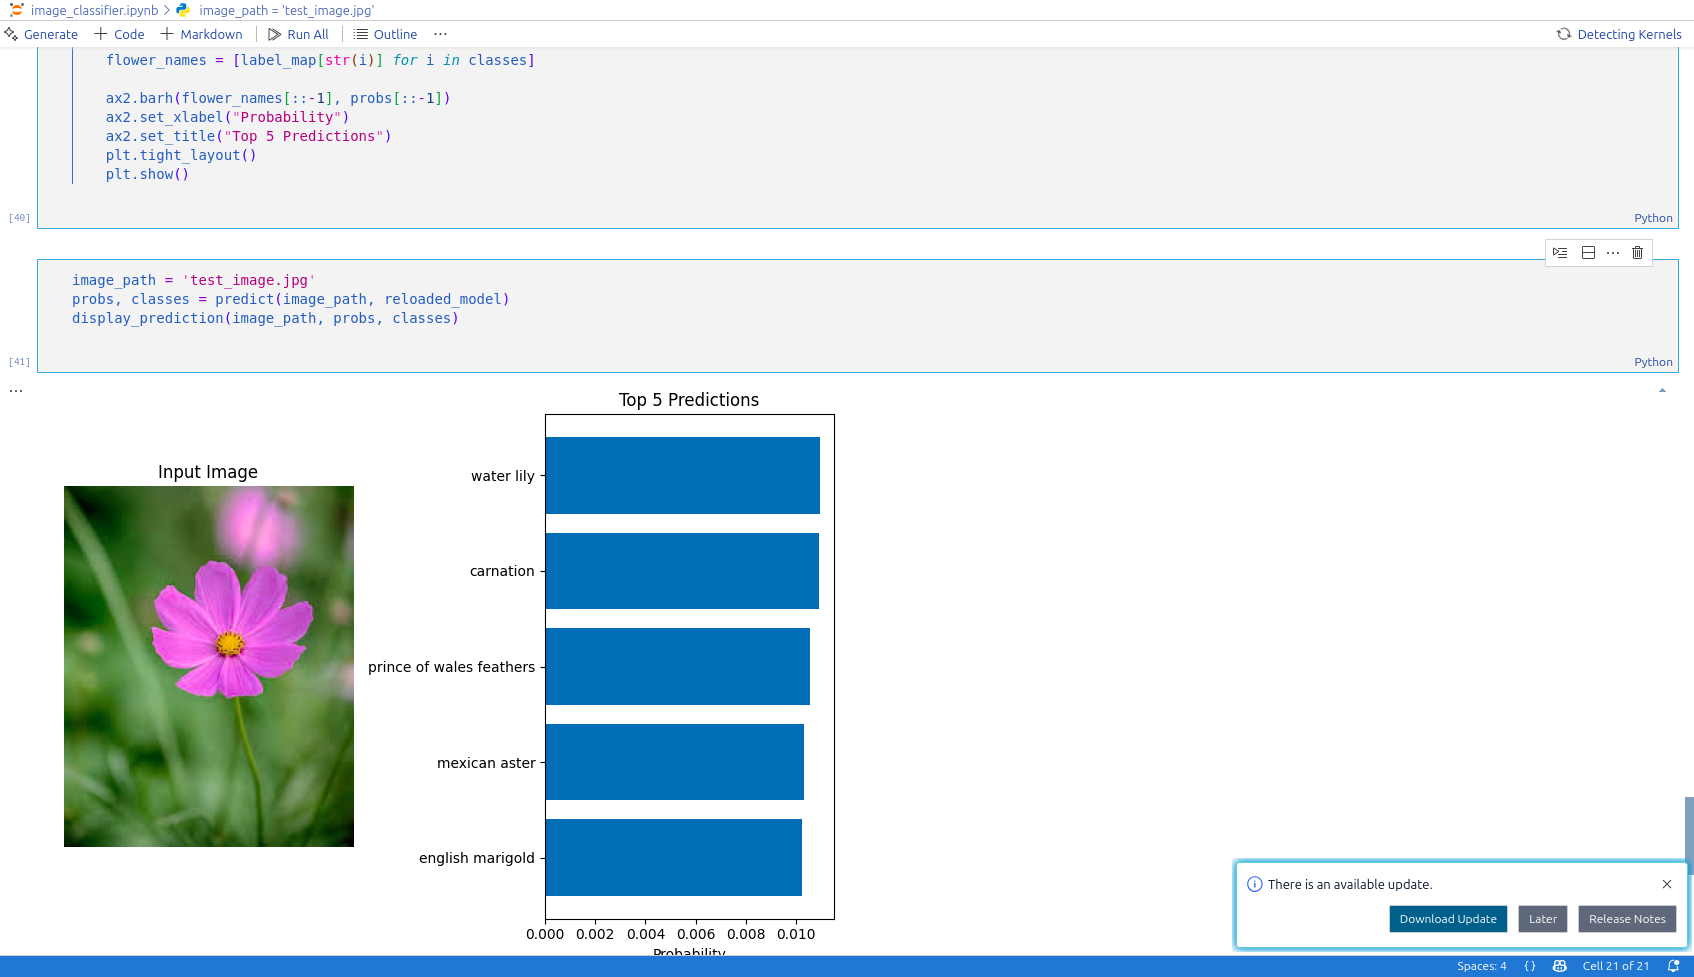 image_classifier.ipynb > image_path = 'test_image.jpg'
Generate + Code + Markdown Run All Outline ... Detecting Kernels
flower_names = [label_map[str(i)] for i in classes]
ax2.barh(flower_names[::-1], probs[::-1])
ax2.set_xlabel("Probability")
ax2.set_title("Top 5 Predictions")
plt.tight_layout()
plt.show()
[40] Python
image_path = 'test_image.jpg'
probs, classes = predict(image_path, reloaded_model)
display_prediction(image_path, probs, classes)
[41] Python
...
Top 5 Predictions
Input Image
water lily
carnation
prince of wales feathers
mexican aster
english marigold
0.000 0.002 0.004 0.006 0.008 0.010
Probability
There is an available update.
Download Update Later Release Notes
Spaces: 4 {} Cell 21 of 21